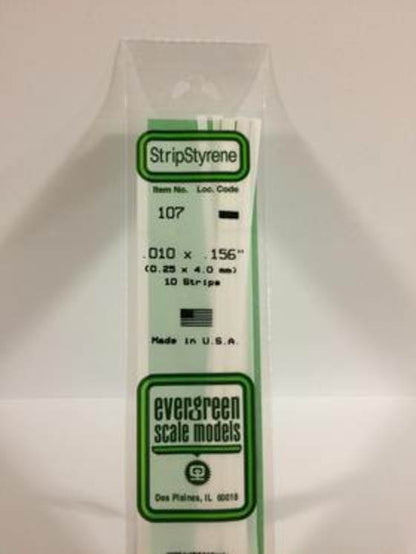 StripStyrene
Item No. Loc. Code
107
.010 x .156"
(0.25 x 4.0 mm)
10 Strips
Made in U.S.A.
evergreen
scale models
Des Plaines, IL 60018